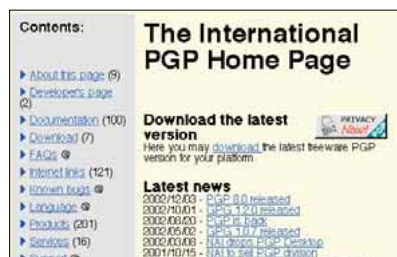 Contents:
About this page (9)
Developers page
(2)
Documentation (100)
Download (7)
FAQs
Internet links (121)
Known bugs
Language
Products (201)
Services (16)
Support
The International
PGP Home Page
Download the latest
version
PRIVACY
Now!
Here you may download the latest freeware PGP
version for your platform
Latest news
2002/12/03 - PGP 8.0 released
2002/10/01 - GPG 1.2.0 released
2002/08/20 - PGP is back
2002/05/02 - GPG 1.0.7 released
2002/03/08 - NAI drops PGP Desktop
2001/10/15 - NAI to sell PGP division